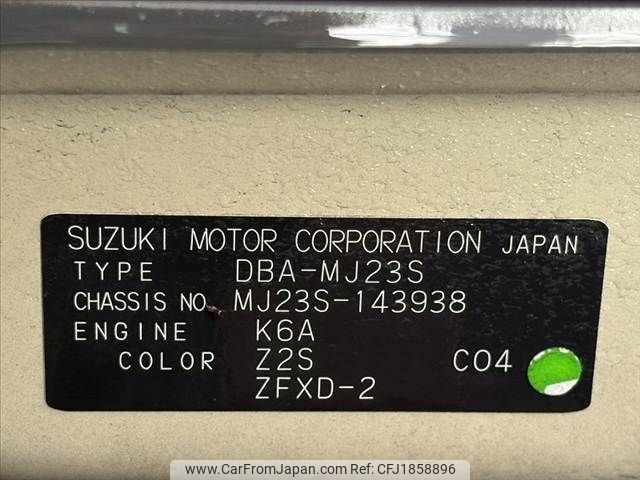 SUZUKI MOTOR CORPORATION JAPAN
TYPE DBA-MJ23S
CHASSIS NO. MJ23S-143938
ENGINE K6A
COLOR Z2S C04
ZFXD-2
www.CarFromJapan.com ID: CFJ1858896